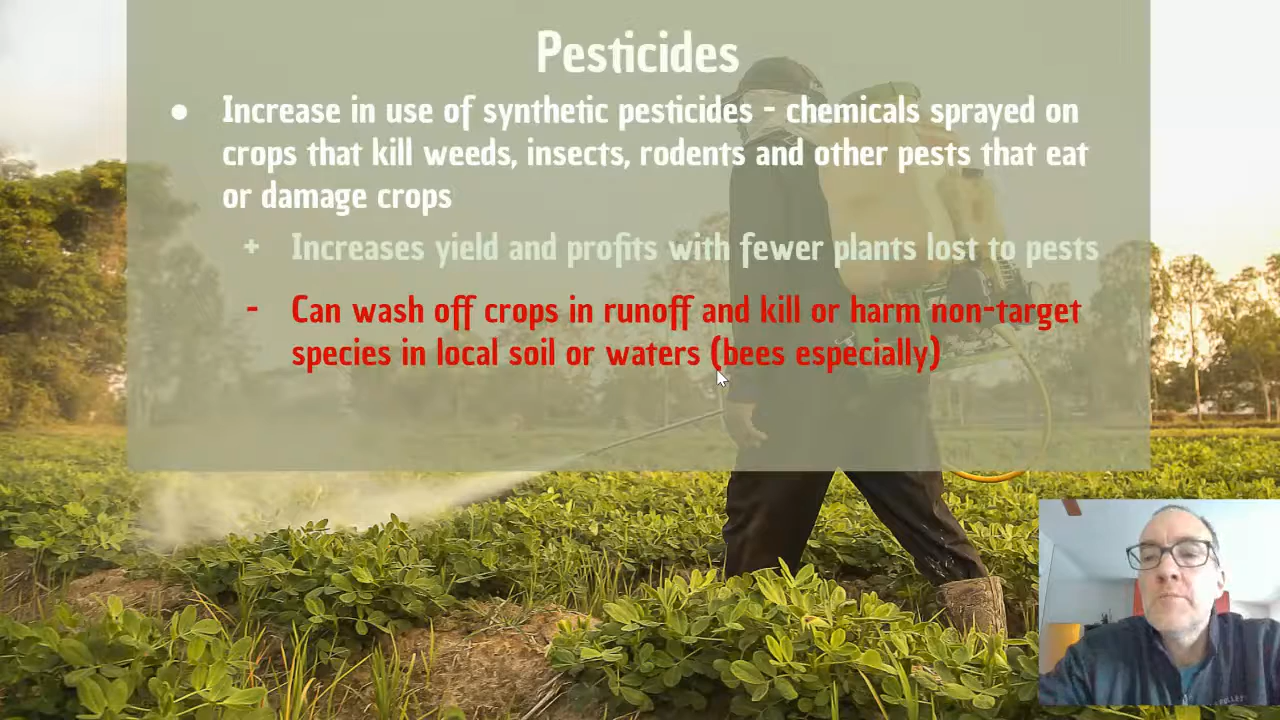 Pesticides
● Increase in use of synthetic pesticides - chemicals sprayed on
crops that kill weeds, insects, rodents and other pests that eat
or damage crops
+ Increases yield and profits with fewer plants lost to pests
- Can wash off crops in runoff and kill or harm non-target
species in local soil or waters (bees especially)